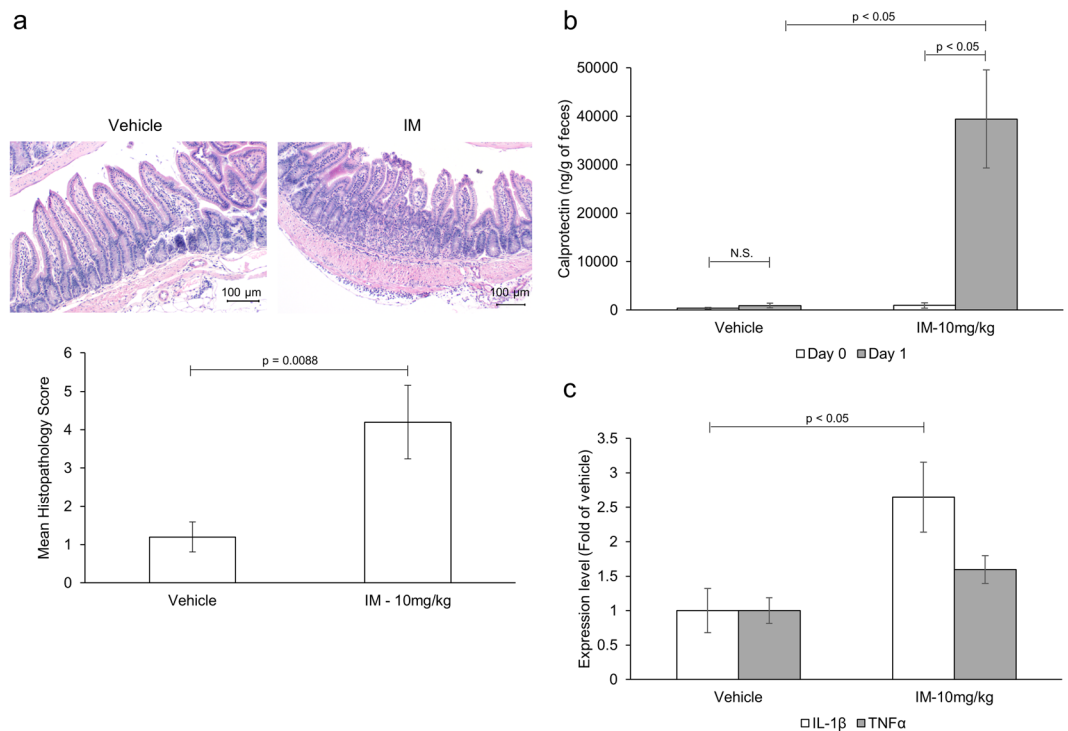 a
Vehicle
IM
100 µm
100 µm
Mean Histopathology Score
6
5
4
3
2
1
0
p = 0.0088
Vehicle
IM - 10mg/kg
b
p < 0.05
p < 0.05
N.S.
Calprotectin (ng/g of feces)
50000
40000
30000
20000
10000
0
Vehicle
IM-10mg/kg
Day 0 Day 1
c
p < 0.05
Expression level (Fold of vehicle)
3.5
3
2.5
2
1.5
1
0.5
0
Vehicle
IM-10mg/kg
IL-1β TNFα